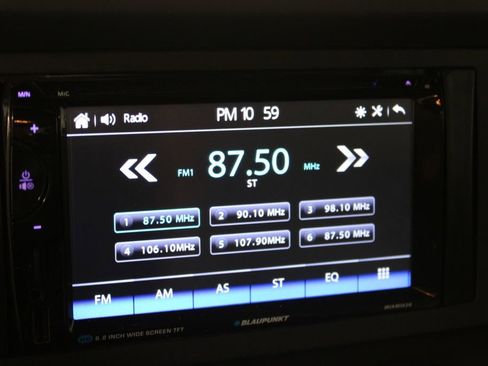 M/N MIC
Radio PM 10 59
FM1 87.50 MHz
ST
1 87.50 MHz 2 90.10 MHz 3 98.10 MHz
4 106.10MHz 5 107.90MHz 6 87.50 MHz
FM AM AS ST EQ
6.2 INCH WIDE SCREEN TFT BLAUPUNKT